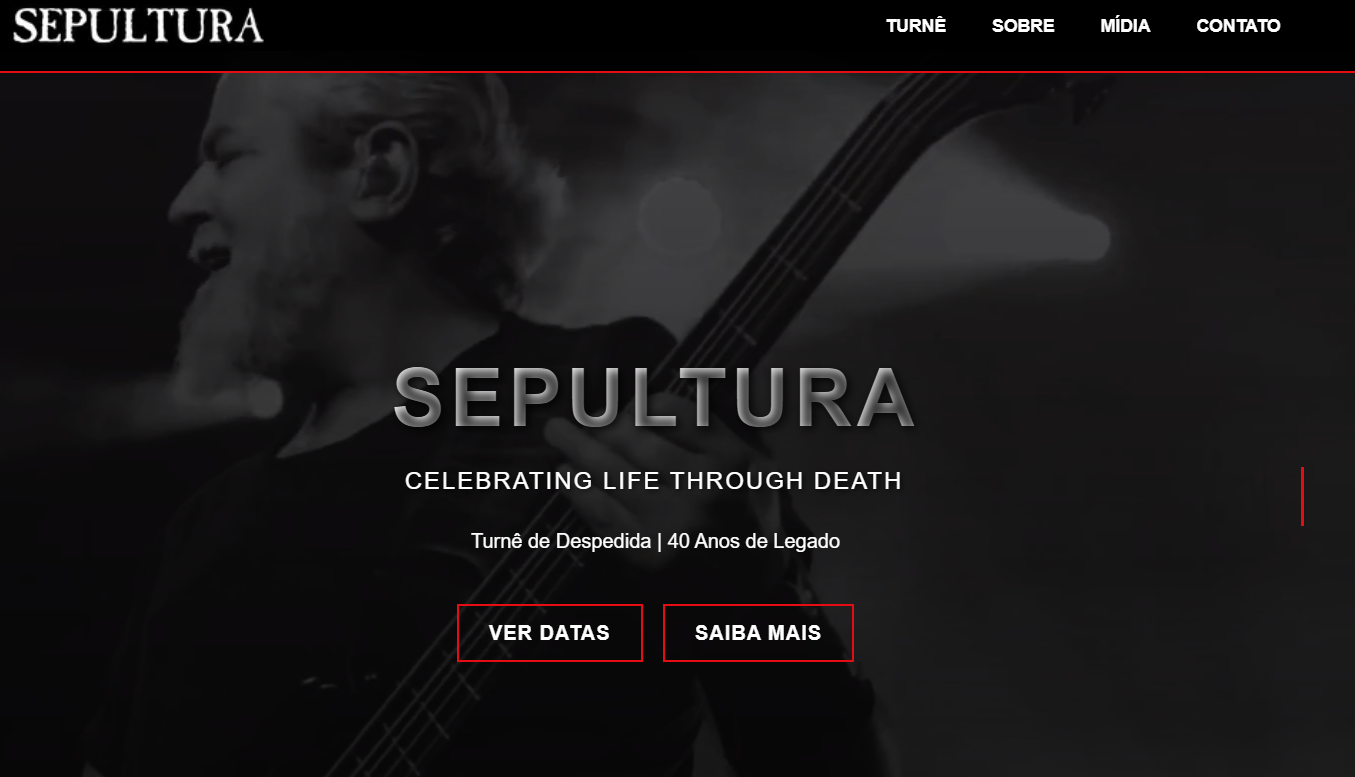 SEPULTURA
TURNÊ SOBRE MÍDIA CONTATO
SEPULTURA
CELEBRATING LIFE THROUGH DEATH
Turnê de Despedida | 40 Anos de Legado
VER DATAS SAIBA MAIS